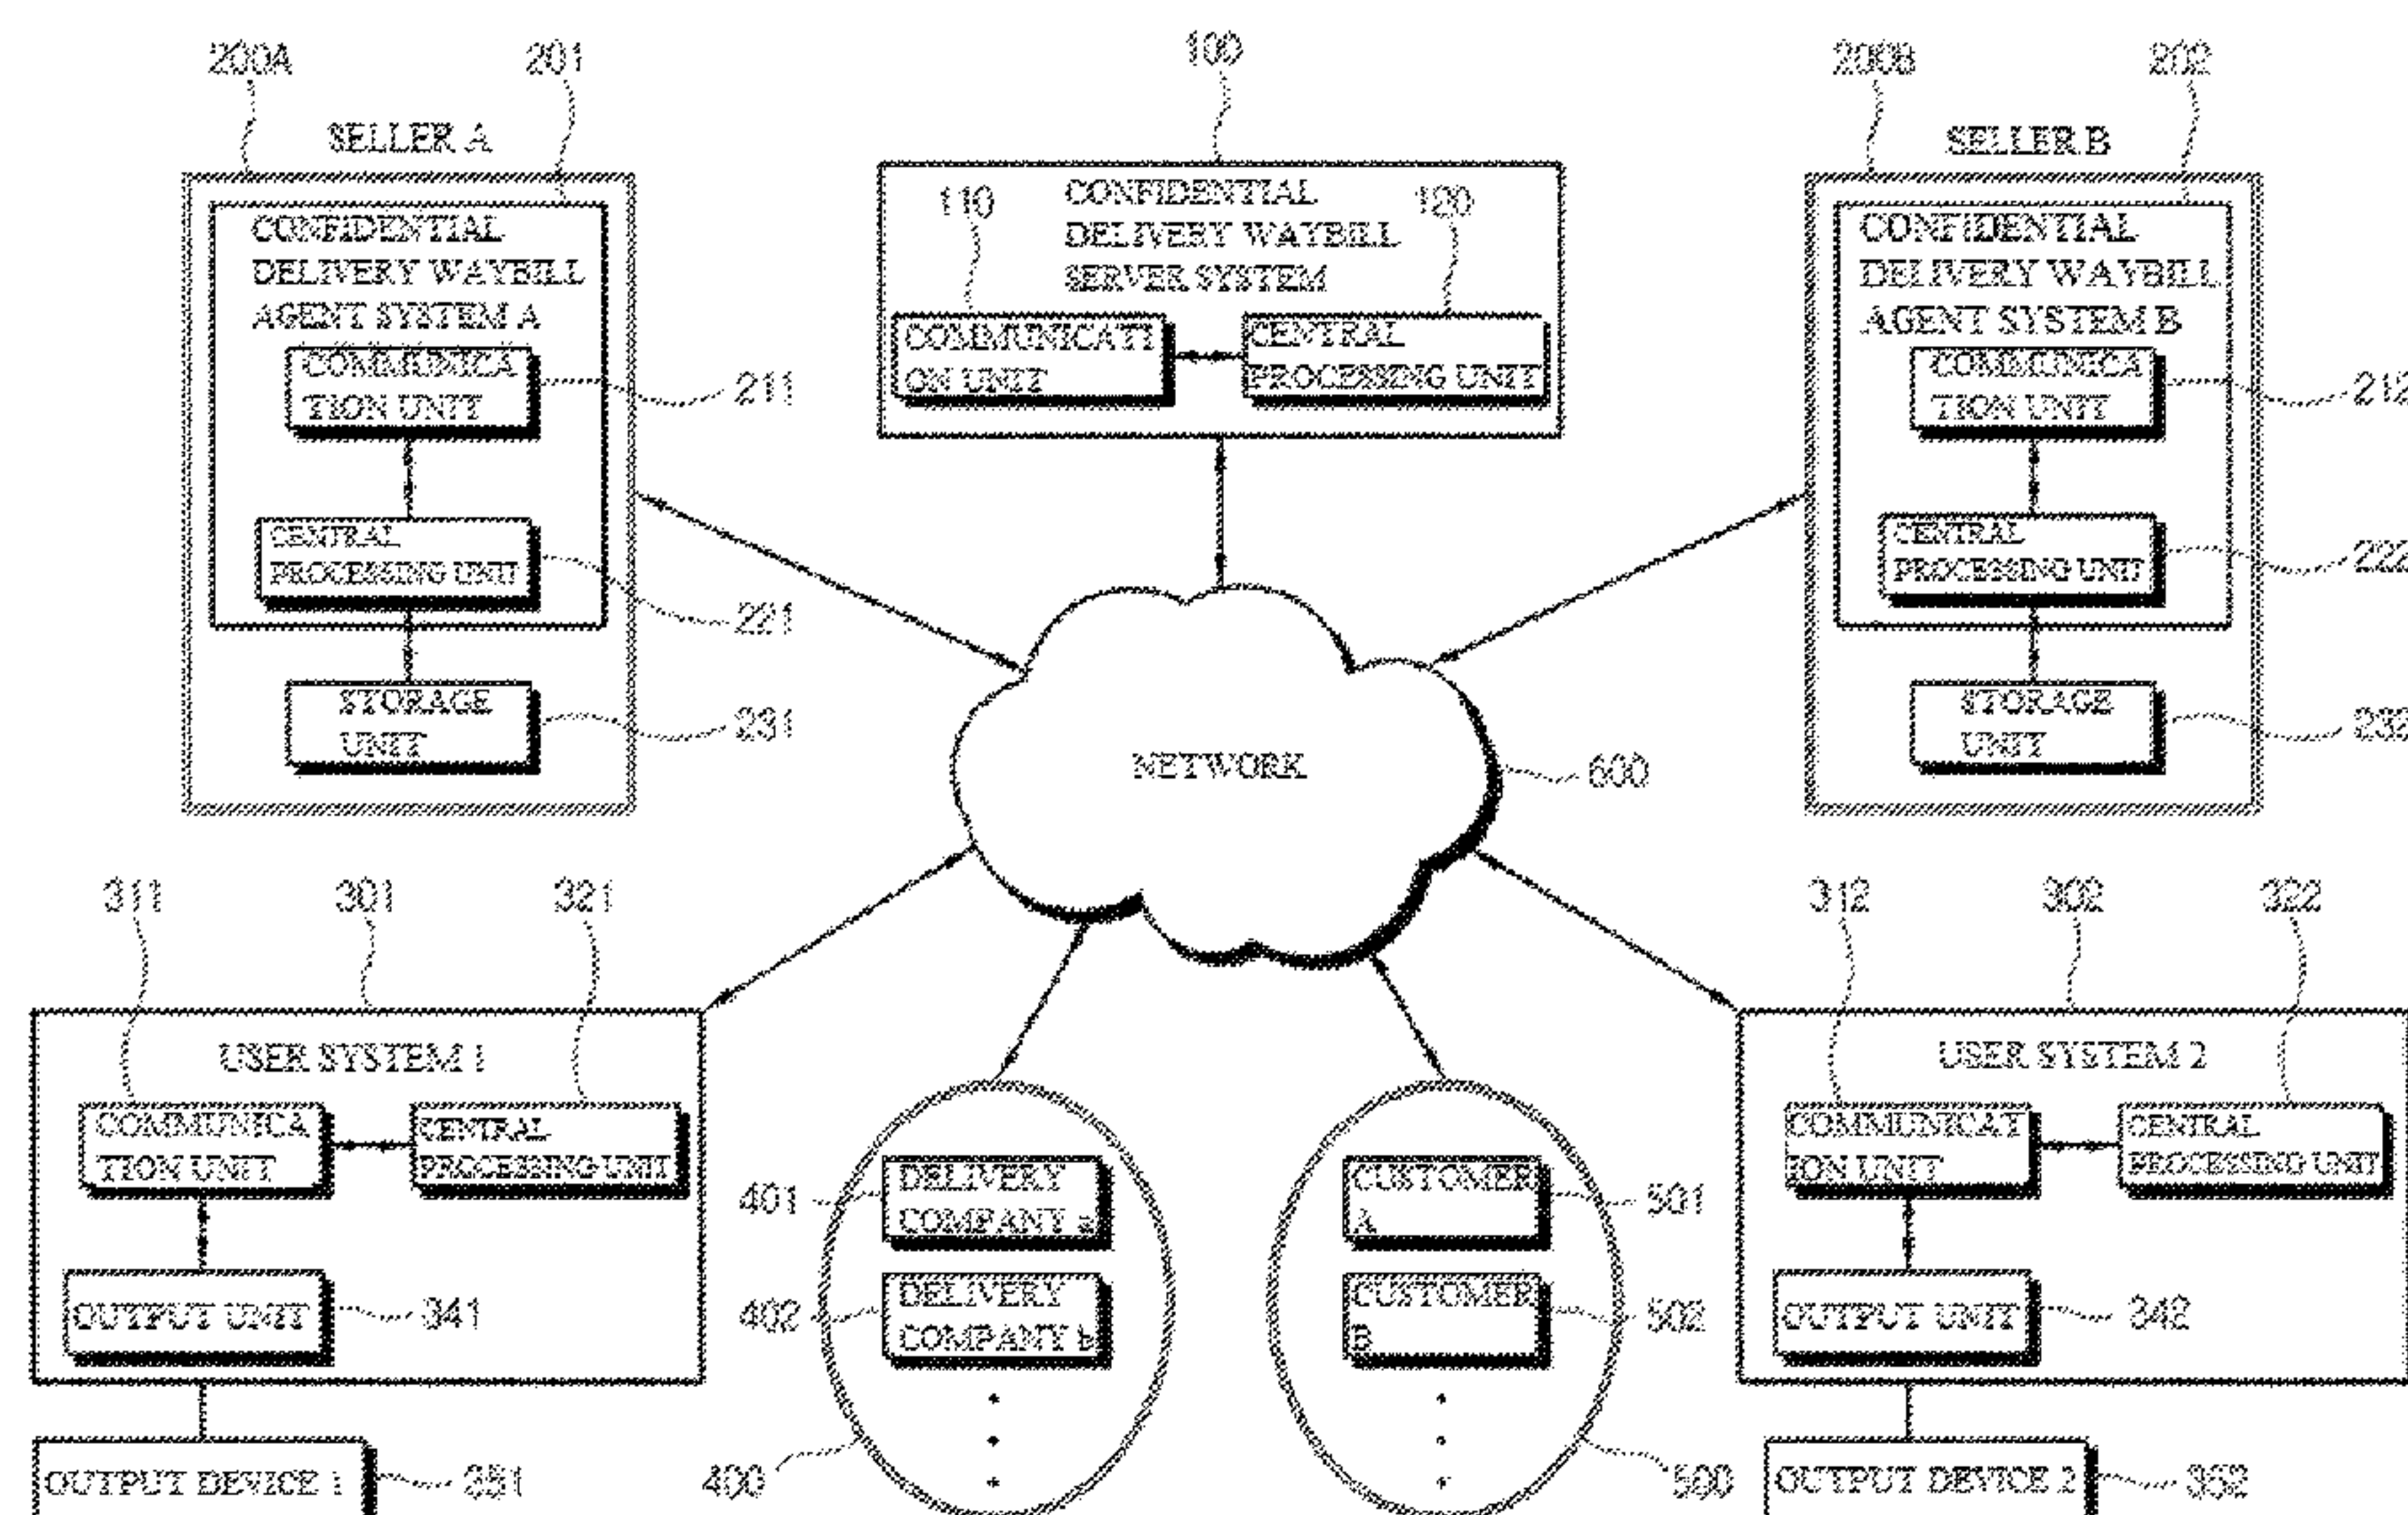 200A
201
100
200B
202
SELLER A
SELLER B
CONFIDENTIAL
DELIVERY WAYBILL
AGENT SYSTEM A
COMMUNICA
TION UNIT
211
CENTRAL
PROCESSING UNIT
221
STORAGE
UNIT
231
110
CONFIDENTIAL
DELIVERY WAYBILL
SERVER SYSTEM
120
COMMUNICATI
ON UNIT
CENTRAL
PROCESSING UNIT
CONFIDENTIAL
DELIVERY WAYBILL
AGENT SYSTEM B
COMMUNICA
TION UNIT
212
CENTRAL
PROCESSING UNIT
222
STORAGE
UNIT
232
NETWORK
600
311
301
321
USER SYSTEM 1
COMMUNICA
TION UNIT
CENTRAL
PROCESSING UNIT
OUTPUT UNIT
341
OUTPUT DEVICE 1
351
401
DELIVERY
COMPANY a
402
DELIVERY
COMPANY b
400
CUSTOMER
A
501
CUSTOMER
B
502
500
312
302
322
USER SYSTEM 2
COMMUNICAT
ION UNIT
CENTRAL
PROCESSING UNIT
OUTPUT UNIT
342
OUTPUT DEVICE 2
352